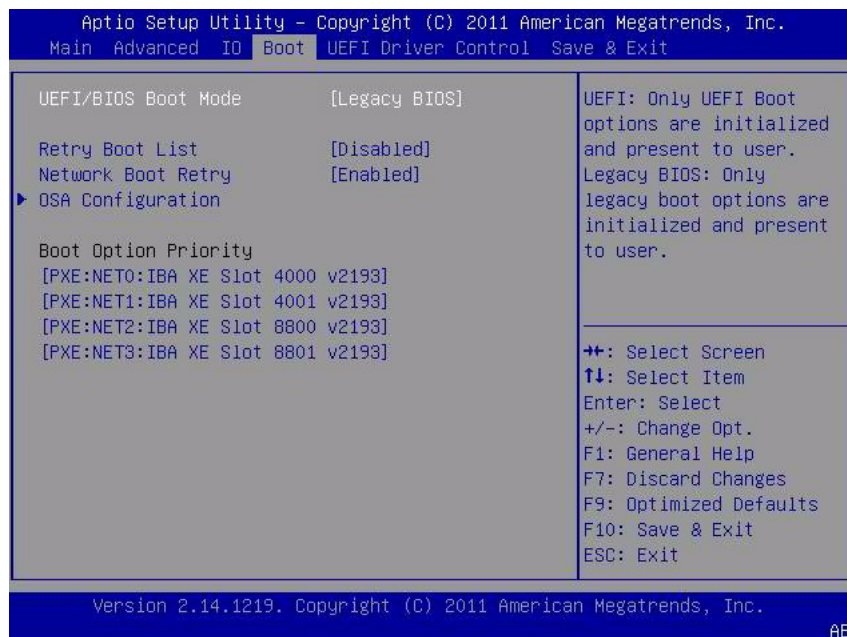 Aptio Setup Utility – Copyright (C) 2011 American Megatrends, Inc.
Main Advanced IO Boot UEFI Driver Control Save & Exit
UEFI/BIOS Boot Mode [Legacy BIOS]
Retry Boot List [Disabled]
Network Boot Retry [Enabled]
OSA Configuration
Boot Option Priority
[PXE:NET0:IBA XE Slot 4000 v2193]
[PXE:NET1:IBA XE Slot 4001 v2193]
[PXE:NET2:IBA XE Slot 8800 v2193]
[PXE:NET3:IBA XE Slot 8801 v2193]
UEFI: Only UEFI Boot
options are initialized
and present to user.
Legacy BIOS: Only
legacy boot options are
initialized and present
to user.
→←: Select Screen
↑↓: Select Item
Enter: Select
+/-: Change Opt.
F1: General Help
F7: Discard Changes
F9: Optimized Defaults
F10: Save & Exit
ESC: Exit
Version 2.14.1219. Copyright (C) 2011 American Megatrends, Inc.